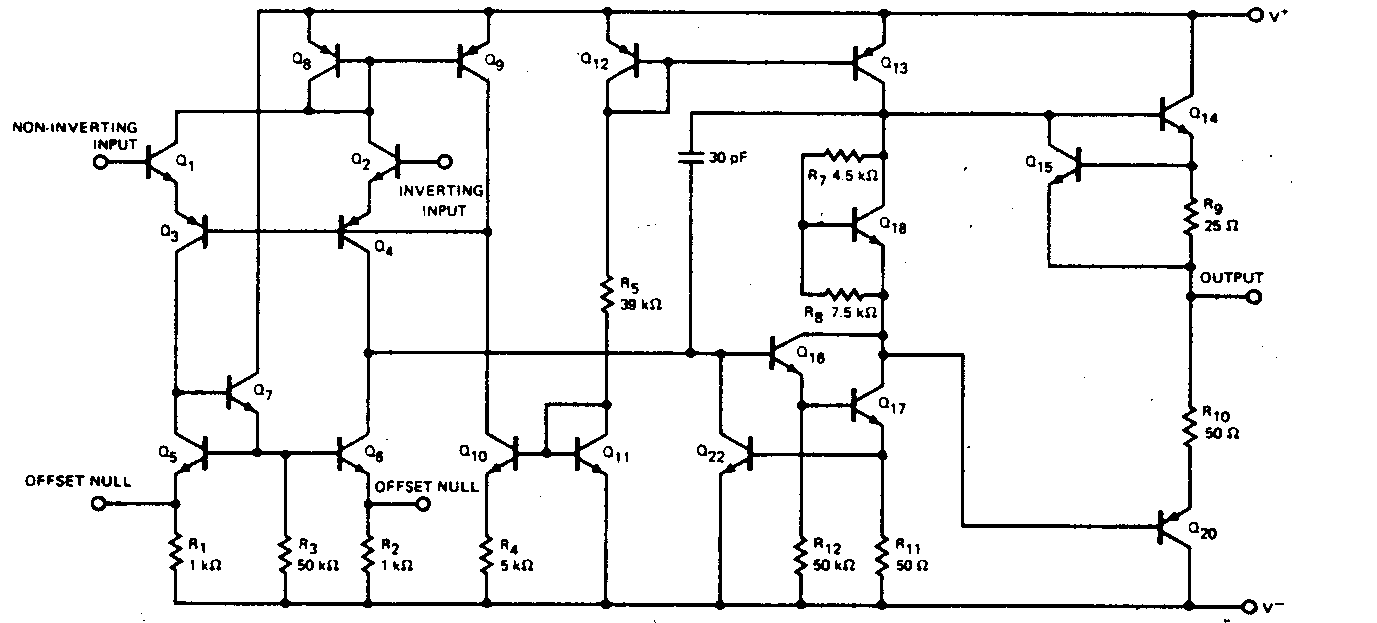 V+
Q8
Q9
Q12
Q13
Q14
NON-INVERTING
INPUT
Q1
Q2
30 pF
Q15
R7 4.5 kΩ
INVERTING
INPUT
R9
25 Ω
Q3
Q4
Q18
OUTPUT
R5
39 kΩ
R8 7.5 kΩ
Q16
Q7
Q17
R10
50 Ω
Q5
Q6
Q10
Q11
Q22
OFFSET NULL
OFFSET NULL
Q20
R1
1 kΩ
R3
50 kΩ
R2
1 kΩ
R4
5 kΩ
R12
50 kΩ
R11
50 Ω
V−